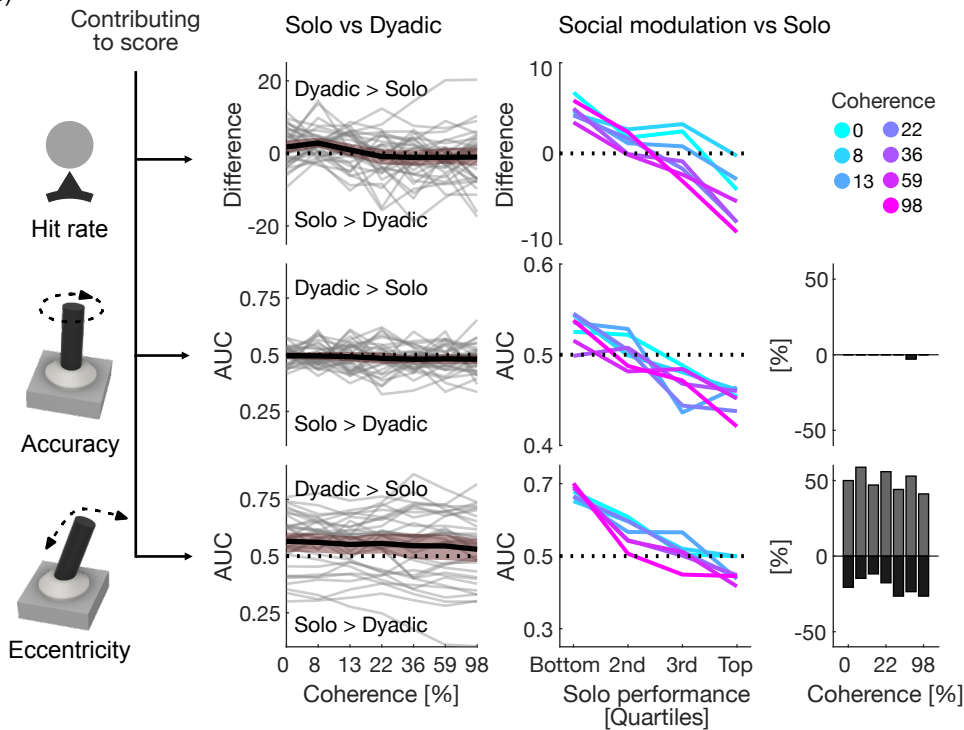 )
Contributing
to score
Solo vs Dyadic
Social modulation vs Solo
Hit rate
Difference
20
0
-20
Dyadic > Solo
Solo > Dyadic
Difference
10
0
-10
Coherence
0
8
13
22
36
59
98
Accuracy
AUC
0.75
0.5
0.25
Dyadic > Solo
Solo > Dyadic
AUC
0.6
0.5
0.4
[%]
50
0
-50
Eccentricity
AUC
0.75
0.5
0.25
Dyadic > Solo
Solo > Dyadic
0 8 13 22 36 59 98
Coherence [%]
AUC
0.7
0.5
0.3
Bottom 2nd 3rd Top
Solo performance
[Quartiles]
[%]
50
0
-50
0 22 98
Coherence [%]